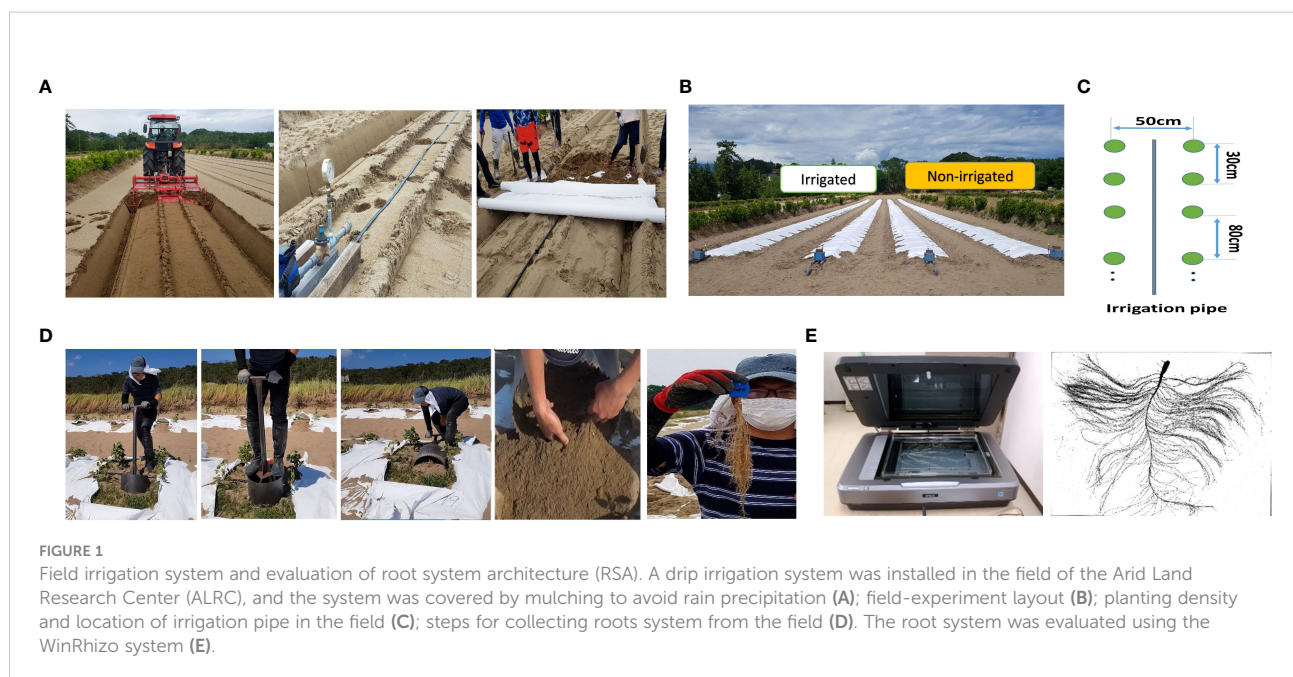 A
B
C
50cm
30cm
Irrigated
Non-irrigated
80cm
Irrigation pipe
D
E
EPSON
FIGURE 1
Field irrigation system and evaluation of root system architecture (RSA). A drip irrigation system was installed in the field of the Arid Land
Research Center (ALRC), and the system was covered by mulching to avoid rain precipitation (A); field-experiment layout (B); planting density
and location of irrigation pipe in the field (C); steps for collecting roots system from the field (D). The root system was evaluated using the
WinRhizo system (E).